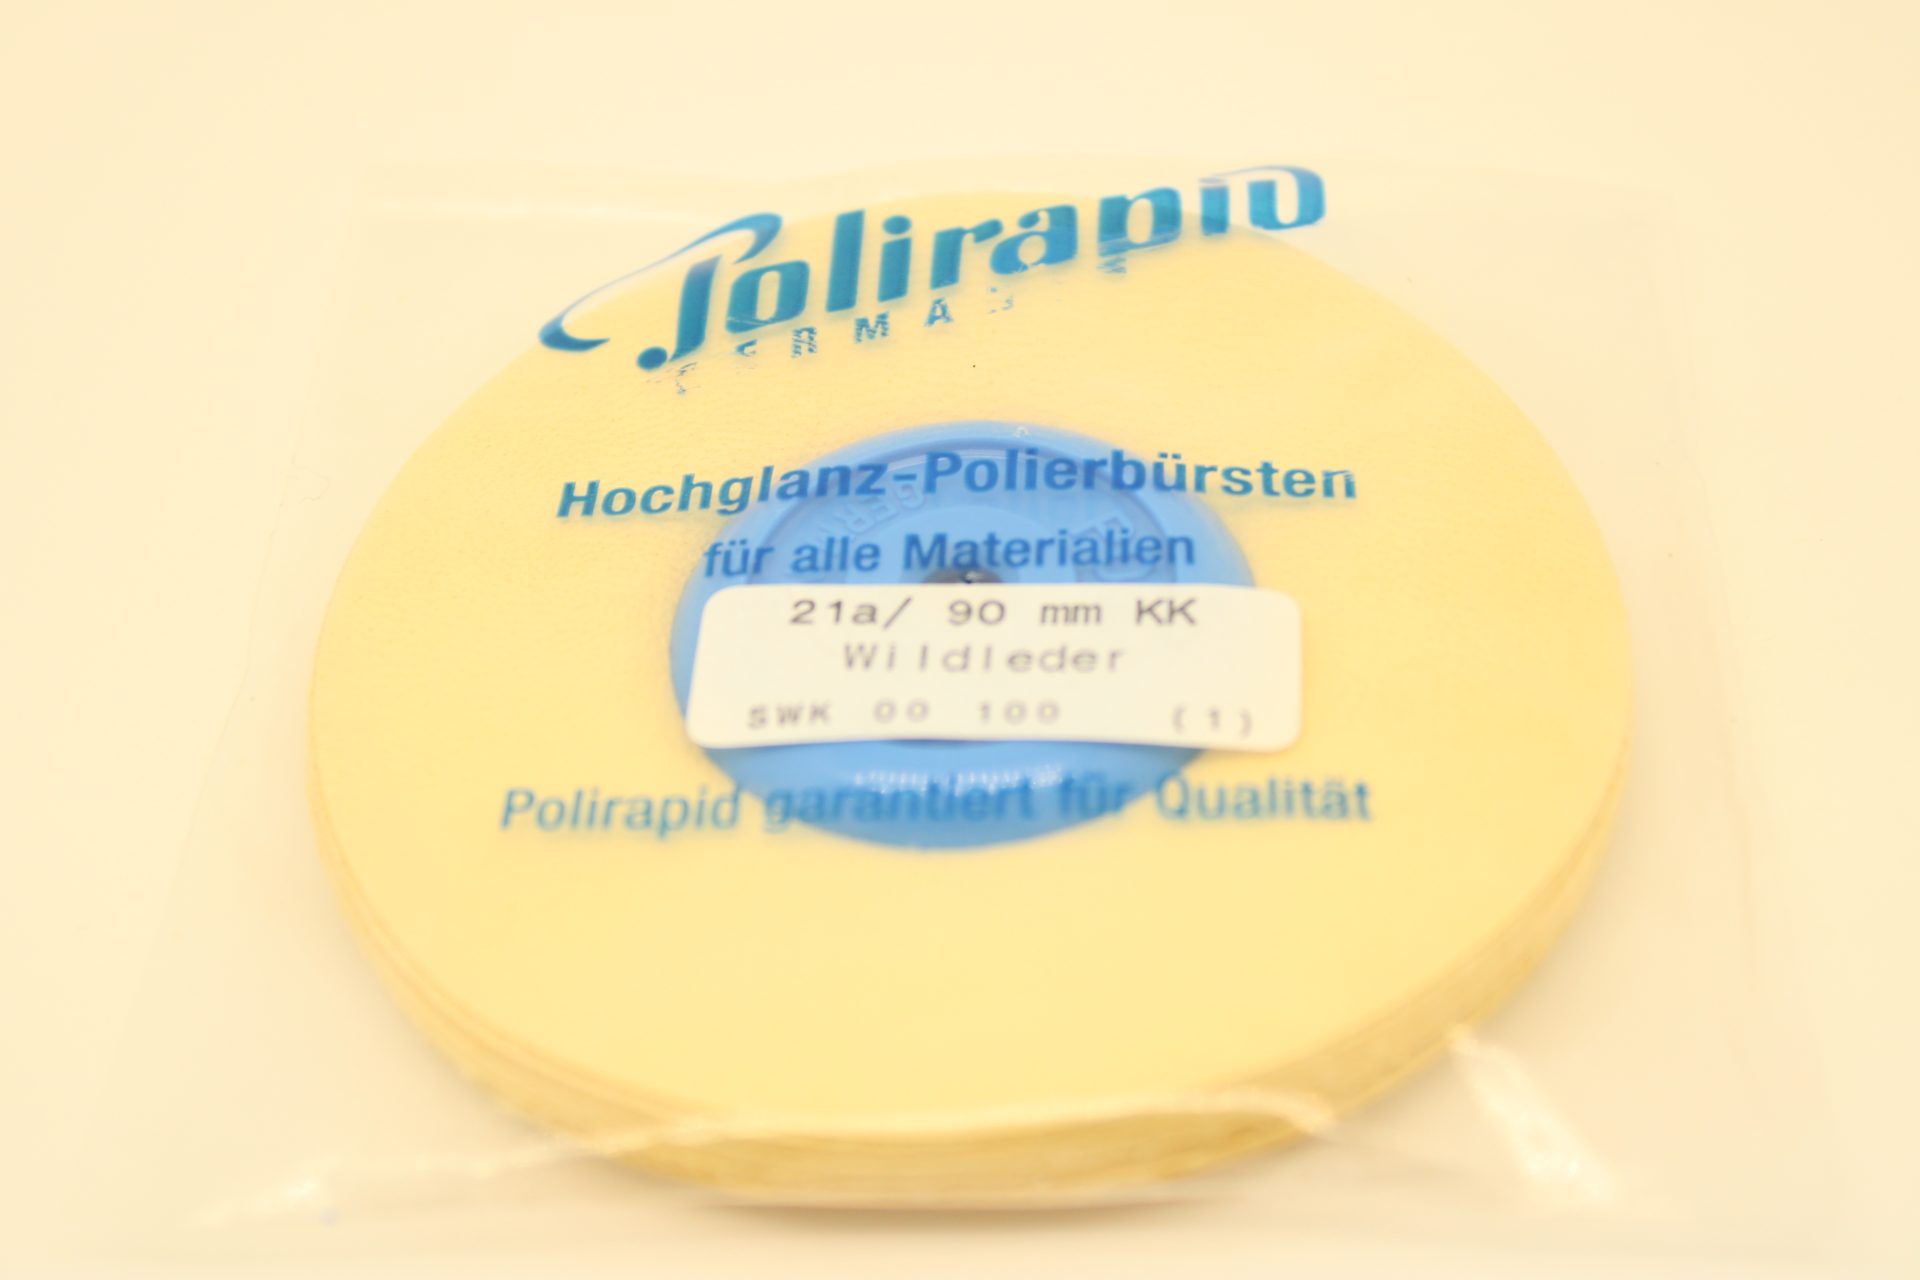 Polirapid
Hochglanz-Polierbürsten
für alle Materialien
21a/ 90 mm KK
Wildleder
SWK 00 100 (1)
Polirapid garantiert für Qualität